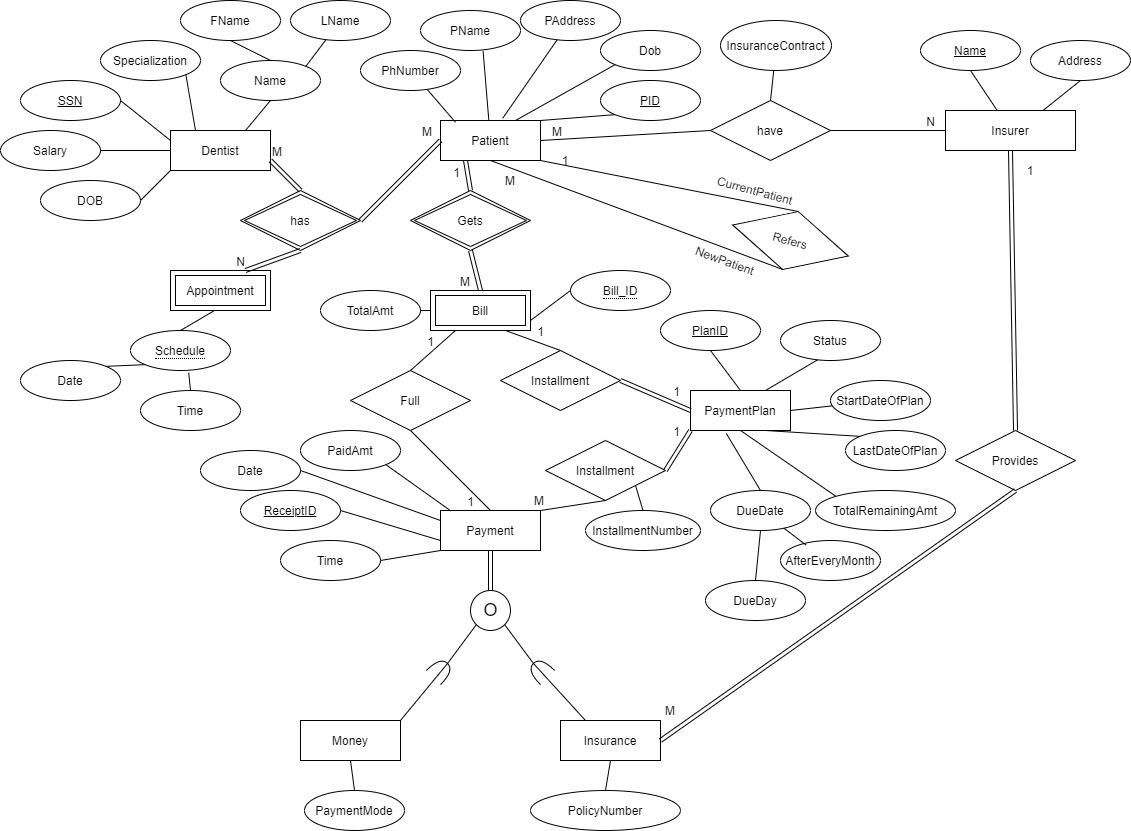 FName
LName
PName
PAddress
InsuranceContract
Name
Address
Specialization
Name
PhNumber
Dob
SSN
PID
Dentist
M
M
Patient
M
have
N
Insurer
Salary
DOB
has
1
M
1
CurrentPatient
1
Gets
Refers
NewPatient
N
M
Appointment
TotalAmt
Bill
Bill_ID
1
1
PlanID
Status
Schedule
Date
Time
Full
Installment
1
PaymentPlan
StartDateOfPlan
1
LastDateOfPlan
PaidAmt
Date
Installment
Provides
ReceiptID
1
M
DueDate
TotalRemainingAmt
Payment
InstallmentNumber
Time
AfterEveryMonth
DueDay
O
M
Money
Insurance
PaymentMode
PolicyNumber